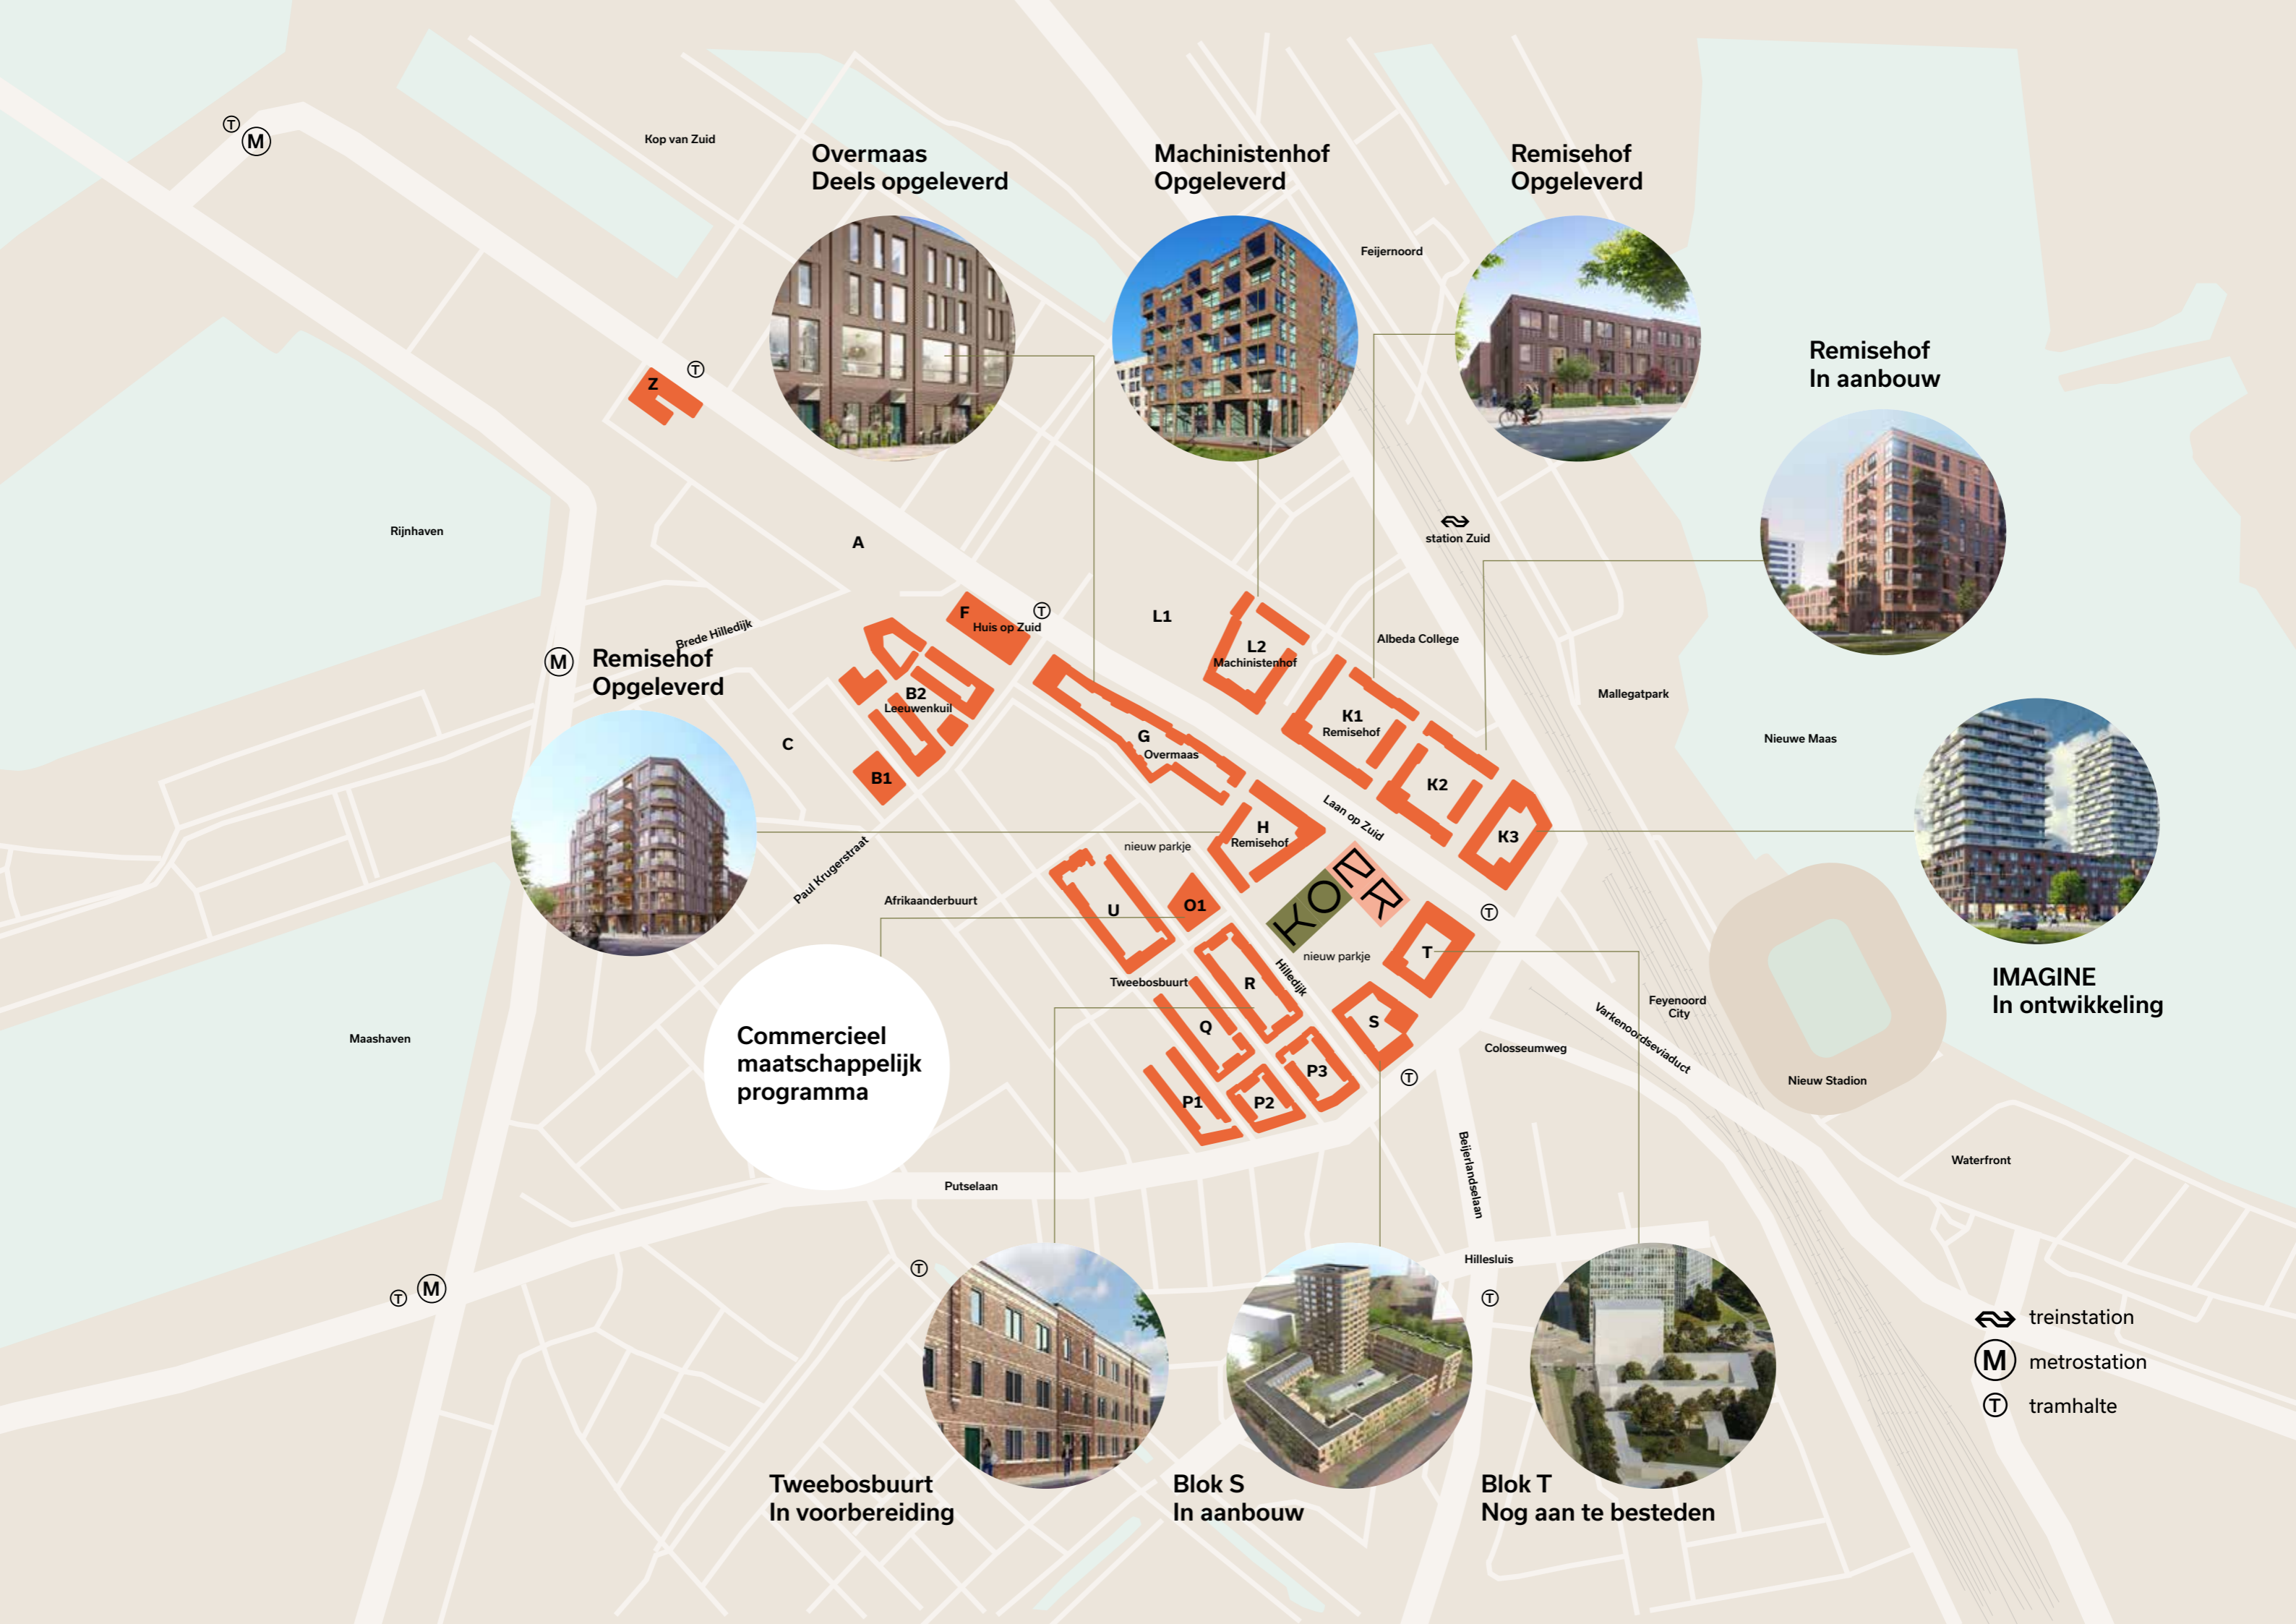 T
M
Kop van Zuid
Overmaas
Deels opgeleverd
Machinistenhof
Opgeleverd
Remisehof
Opgeleverd
Feijernoord
Remisehof
In aanbouw
Z
T
Rijnhaven
A
station Zuid
F
Huis op Zuid
T
L1
L2
Machinistenhof
Albeda College
Brede Hilledijk
M
Remisehof
Opgeleverd
B2
Leeuwenkuil
C
B1
G
Overmaas
K1
Remisehof
K2
K3
Mallegatpark
Nieuwe Maas
Laan op Zuid
H
Remisehof
nieuw parkje
Paul Krugerstraat
Afrikaanderbuurt
U
O1
KOER
T
T
nieuw parkje
Hilledijk
Tweebosbuurt
R
Q
S
P3
P1
P2
T
Colosseumweg
Varkenoordseviaduct
Feyenoord
City
Nieuw Stadion
IMAGINE
In ontwikkeling
Maashaven
Commercieel
maatschappelijk
programma
Putselaan
Beijerlandselaan
Waterfront
Hillesluis
T
T
T
M
Tweebosbuurt
In voorbereiding
Blok S
In aanbouw
Blok T
Nog aan te besteden
treinstation
M metrostation
T tramhalte